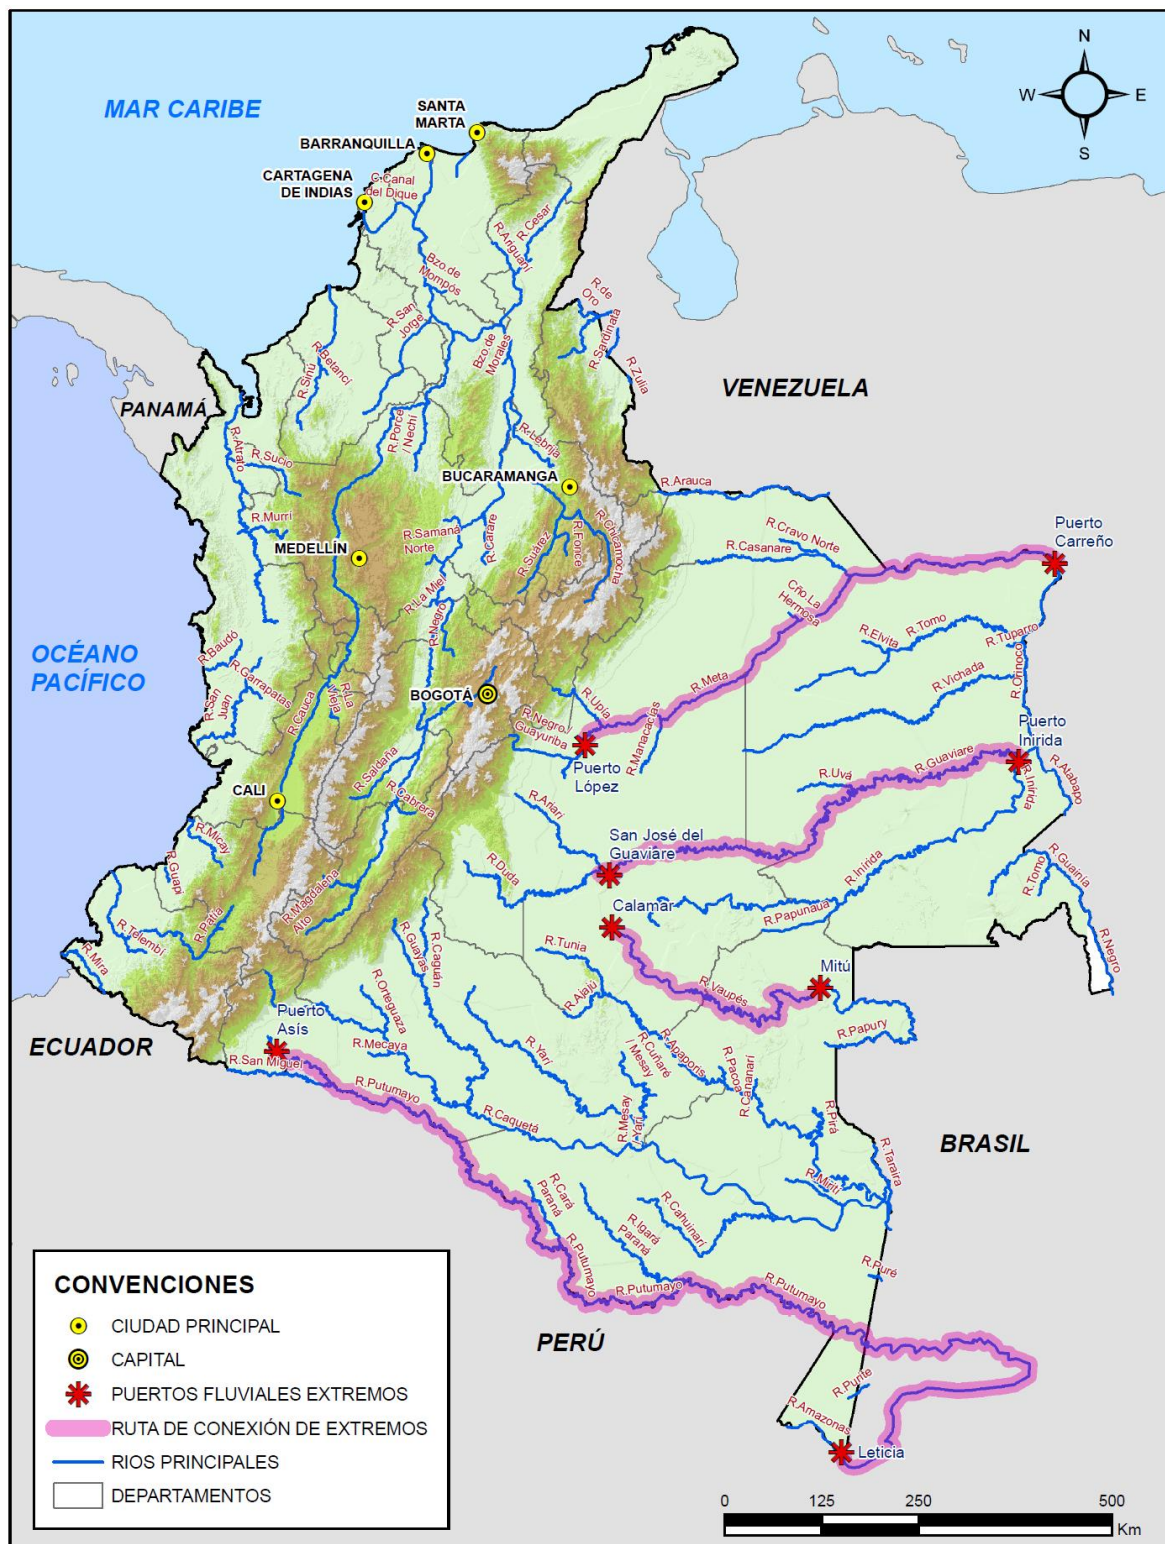 N
W
E
S
MAR CARIBE
SANTA
MARTA
BARRANQUILLA
CARTAGENA
DE INDIAS
C.Canal
del Dique
R.Cesar
R.Ariguaní
Bzo.de
Mompós
R.San
Jorge
R.de
Oro
R.Sardinata
R.Zulia
Bzo.de
Morales
R.Betancí
R.Sinú
VENEZUELA
PANAMÁ
R.Atrato
R.Sucio
R.Porce
/ Nechí
R.Lebrija
BUCARAMANGA
R.Arauca
R.Murrí
MEDELLÍN
R.Samaná
Norte
R.Carare
R.Suárez
R.Fonce
R.Chicamocha
R.Cravo Norte
R.Casanare
Puerto
Carreño
R.La Miel
R.Negro
Cño.La
Hermosa
OCÉANO
PACÍFICO
R.Baudó
R.Garrapatas
R.San
Juan
R.Cauca
R.La
Vieja
BOGOTÁ
R.Elvita
R.Tomo
R.Tuparro
R.Orinoco
R.Vichada
R.Meta
R.Upía
R.Negro/
Guayuriba
R.Manacacías
Puerto
López
Puerto
Inirida
R.Saldaña
R.Cabrera
R.Uvá
R.Guaviare
R.Inírida
R.Atabapo
CALI
R.Ariari
R.Micay
R.Guapi
San José del
Guaviare
R.Duda
R.Inírida
R.Guainía
R.Tomo
R.Magdalena
Alto
Calamar
R.Papunaua
R.Patía
R.Telembí
R.Mira
R.Guayas
R.Caguán
R.Tunia
R.Ajajú
R.Vaupés
Mitú
R.Negro
R.Orteguaza
Puerto
Asís
ECUADOR
R.Mecaya
R.San Miguel
R.Putumayo
R.Yarí
R.Cuñaré
/ Mesay
R.Apaporis
R.Papury
R.Pacoa
R.Cananarí
R.Caquetá
R.Mesay
/ Yarí
R.Pirá
R.Taraira
BRASIL
R.Mirití
R.Cará
Paraná
R.Igará
Paraná
R.Cahuinarí
R.Putumayo
R.Putumayo
R.Putumayo
R.Puré
PERÚ
R.Purite
R.Amazonas
Leticia
CONVENCIONES
CIUDAD PRINCIPAL
CAPITAL
PUERTOS FLUVIALES EXTREMOS
RUTA DE CONEXIÓN DE EXTREMOS
RIOS PRINCIPALES
DEPARTAMENTOS
0 125 250 500
Km